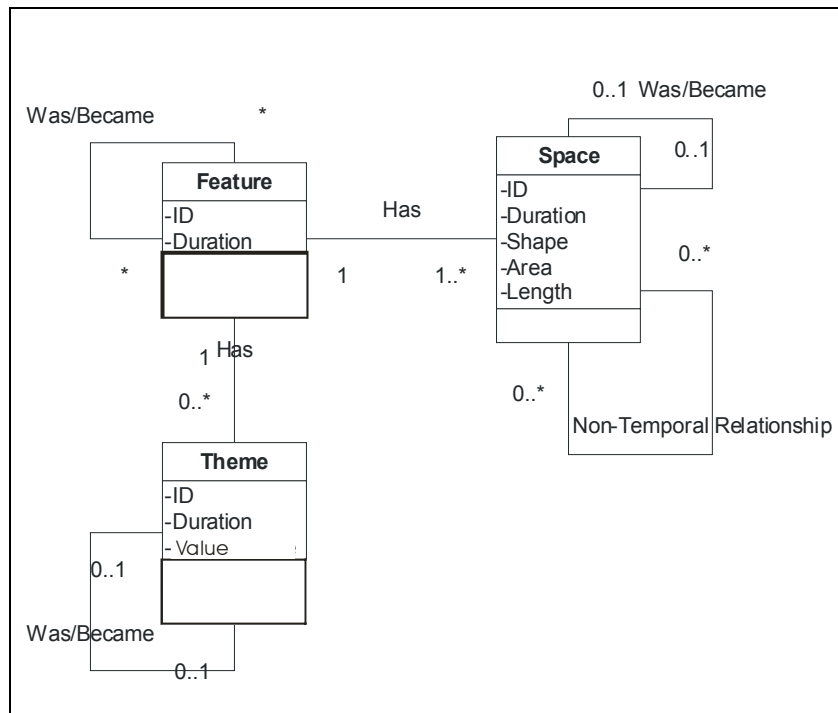 0..1 Was/Became
Was/Became
*
0..1
Space
Feature
-ID
-Duration
-Shape
-Area
-Length
-ID
-Duration
Has
0..*
*
1
1..*
1
Has
0..*
0..*
Non-Temporal Relationship
Theme
-ID
-Duration
- Value
0..1
Was/Became
0..1